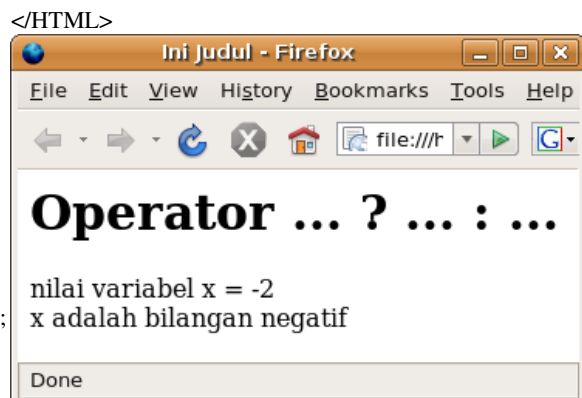 </HTML>
Ini Judul - Firefox
File Edit View History Bookmarks Tools Help
file:///h
G
Operator ... ? ... : ...
nilai variabel x = -2
; x adalah bilangan negatif
Done